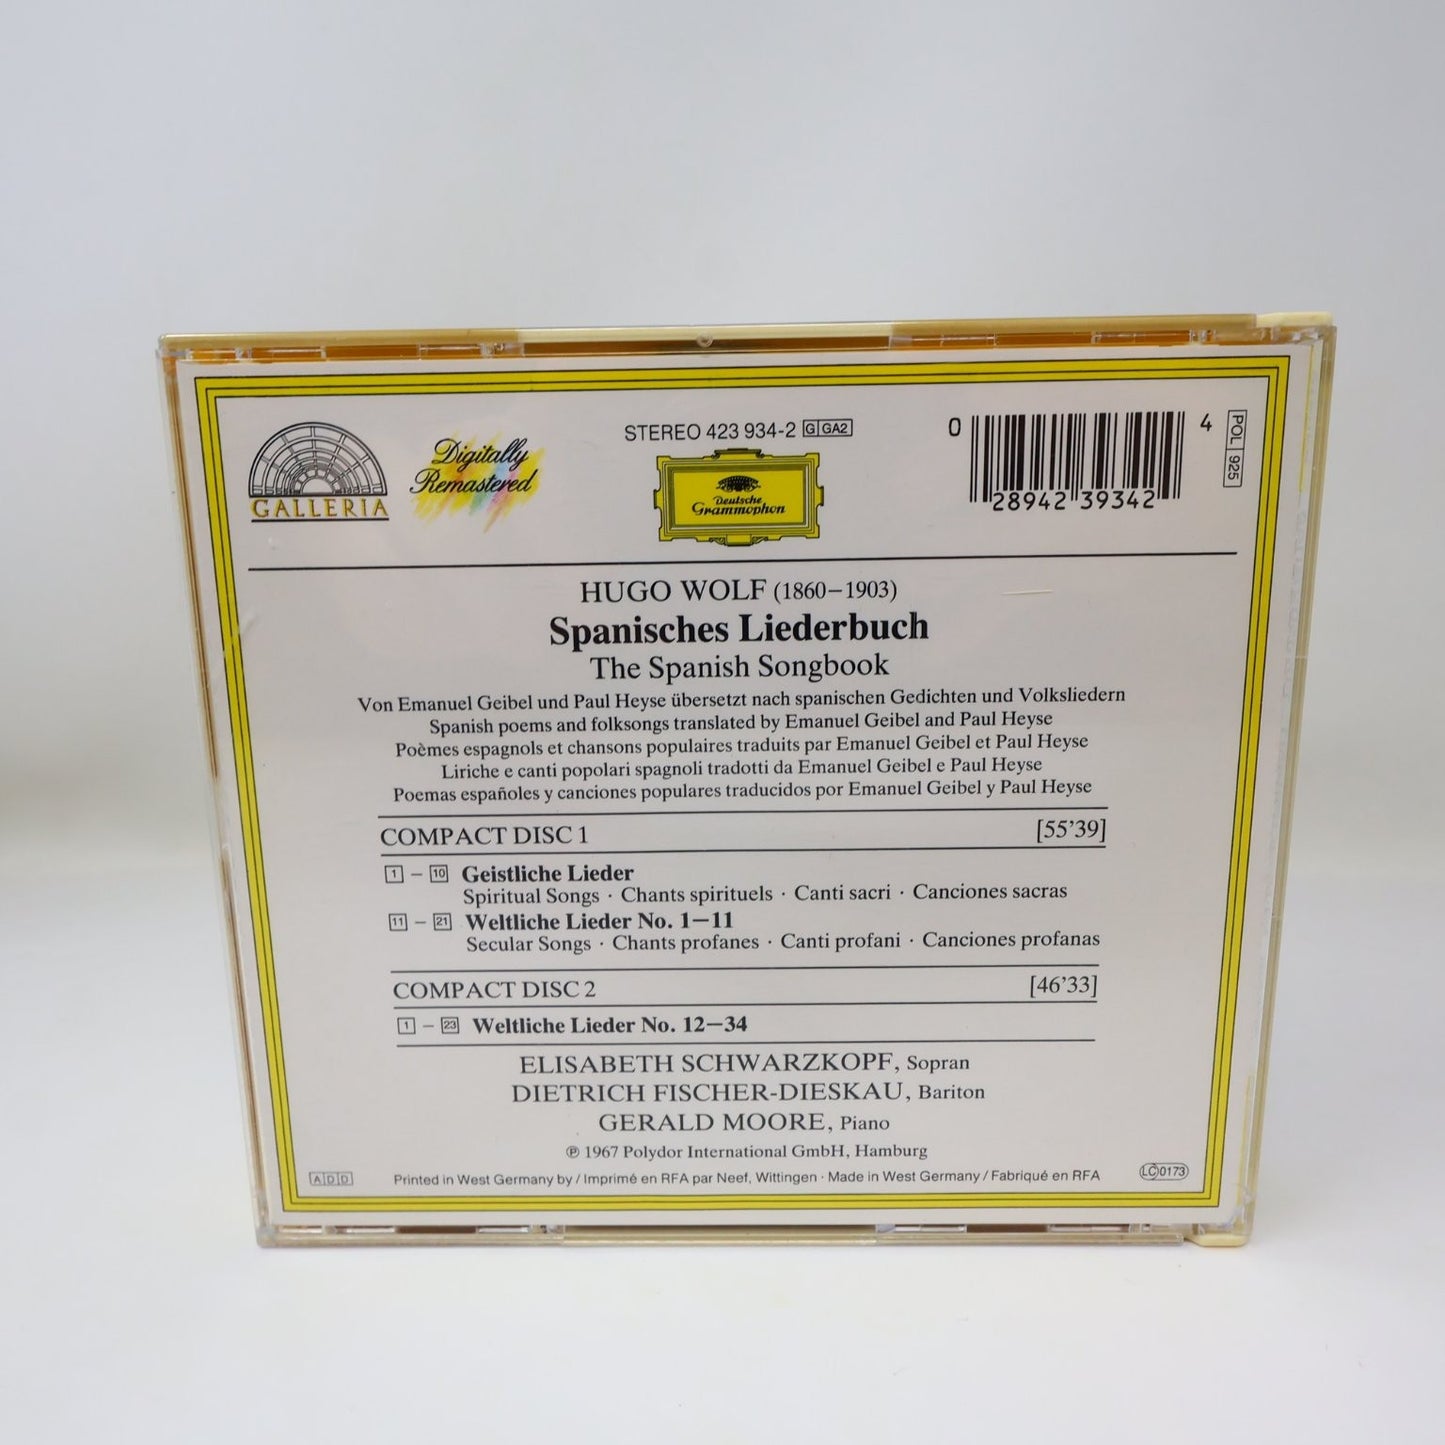 GALLERIA
Digitally
Remastered
STEREO 423 934-2 G GA2
Deutsche
Grammophon
0 28942 39342 4
POL 925
HUGO WOLF (1860–1903)
Spanisches Liederbuch
The Spanish Songbook
Von Emanuel Geibel und Paul Heyse übersetzt nach spanischen Gedichten und Volksliedern
Spanish poems and folksongs translated by Emanuel Geibel and Paul Heyse
Poèmes espagnols et chansons populaires traduits par Emanuel Geibel et Paul Heyse
Liriche e canti popolari spagnoli tradotti da Emanuel Geibel e Paul Heyse
Poemas españoles y canciones populares traducidos por Emanuel Geibel y Paul Heyse
COMPACT DISC 1 [55’39]
1 – 10 Geistliche Lieder
Spiritual Songs · Chants spirituels · Canti sacri · Canciones sacras
11 – 21 Weltliche Lieder No. 1–11
Secular Songs · Chants profanes · Canti profani · Canciones profanas
COMPACT DISC 2 [46’33]
1 – 23 Weltliche Lieder No. 12–34
ELISABETH SCHWARZKOPF, Sopran
DIETRICH FISCHER-DIESKAU, Bariton
GERALD MOORE, Piano
℗ 1967 Polydor International GmbH, Hamburg
ADD Printed in West Germany by / Imprimé en RFA par Neef, Wittingen · Made in West Germany / Fabriqué en RFA LC 0173